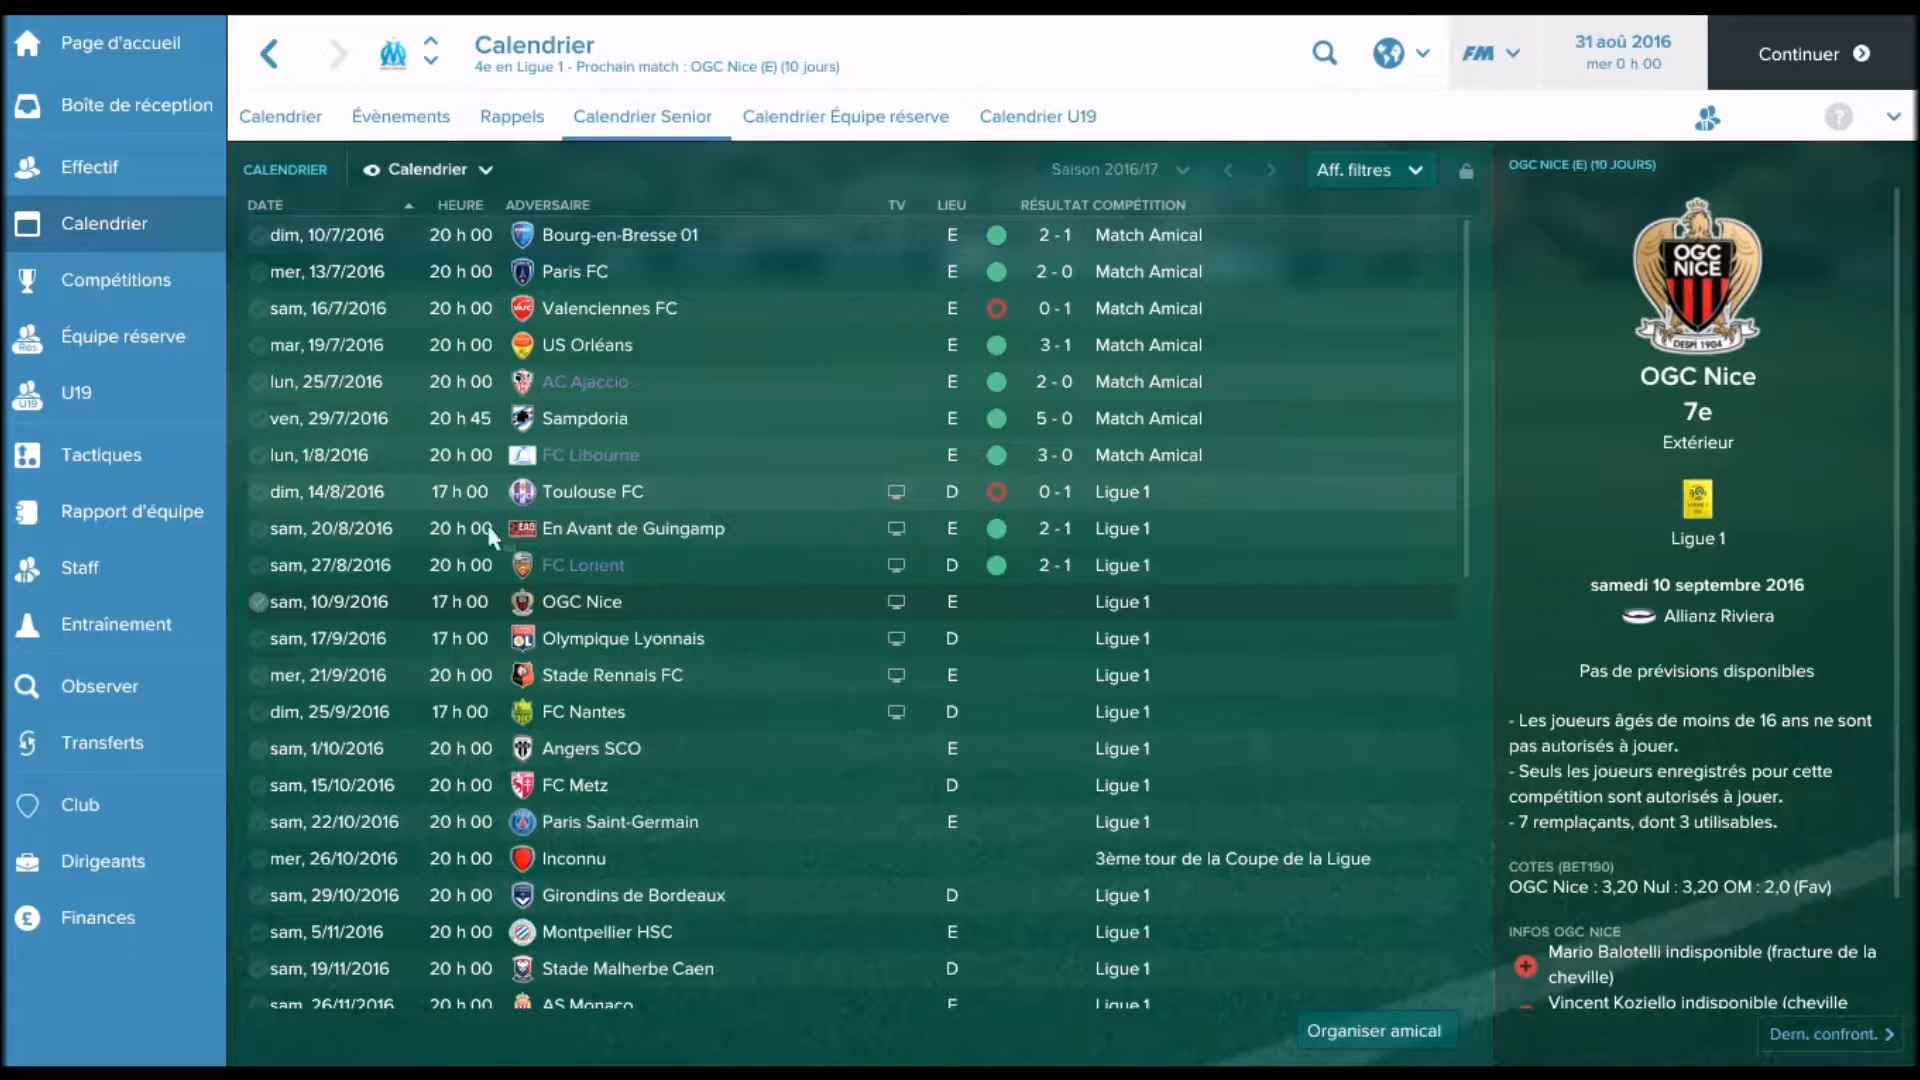 Page d'accueil
Boîte de réception
Effectif
Calendrier
Compétitions
Équipe réserve
U19
Tactiques
Rapport d'équipe
Staff
Entraînement
Observer
Transferts
Club
Dirigeants
Finances
Calendrier
4e en Ligue 1 - Prochain match : OGC Nice (E) (10 jours)
FM
31 aoû 2016
mer 0 h 00
Continuer
Calendrier Évènements Rappels Calendrier Senior Calendrier Équipe réserve Calendrier U19
CALENDRIER Calendrier Saison 2016/17 Aff. filtres
DATE HEURE ADVERSAIRE TV LIEU RÉSULTAT COMPÉTITION
dim, 10/7/2016 20 h 00 Bourg-en-Bresse 01 E 2 - 1 Match Amical
mer, 13/7/2016 20 h 00 Paris FC E 2 - 0 Match Amical
sam, 16/7/2016 20 h 00 Valenciennes FC E 0 - 1 Match Amical
mar, 19/7/2016 20 h 00 US Orléans E 3 - 1 Match Amical
lun, 25/7/2016 20 h 00 AC Ajaccio E 2 - 0 Match Amical
ven, 29/7/2016 20 h 45 Sampdoria E 5 - 0 Match Amical
lun, 1/8/2016 20 h 00 FC Libourne E 3 - 0 Match Amical
dim, 14/8/2016 17 h 00 Toulouse FC D 0 - 1 Ligue 1
sam, 20/8/2016 20 h 00 En Avant de Guingamp E 2 - 1 Ligue 1
sam, 27/8/2016 20 h 00 FC Lorient D 2 - 1 Ligue 1
sam, 10/9/2016 17 h 00 OGC Nice E Ligue 1
sam, 17/9/2016 17 h 00 Olympique Lyonnais D Ligue 1
mer, 21/9/2016 20 h 00 Stade Rennais FC E Ligue 1
dim, 25/9/2016 17 h 00 FC Nantes D Ligue 1
sam, 1/10/2016 20 h 00 Angers SCO E Ligue 1
sam, 15/10/2016 20 h 00 FC Metz D Ligue 1
sam, 22/10/2016 20 h 00 Paris Saint-Germain E Ligue 1
mer, 26/10/2016 20 h 00 Inconnu 3ème tour de la Coupe de la Ligue
sam, 29/10/2016 20 h 00 Girondins de Bordeaux D Ligue 1
sam, 5/11/2016 20 h 00 Montpellier HSC E Ligue 1
sam, 19/11/2016 20 h 00 Stade Malherbe Caen D Ligue 1
sam, 26/11/2016 20 h 00 AS Monaco E Ligue 1
Organiser amical
OGC NICE (E) (10 JOURS)
OGC
NICE
DEPUIS 1904
OGC Nice
7e
Extérieur
Ligue 1
samedi 10 septembre 2016
Allianz Riviera
Pas de prévisions disponibles
- Les joueurs âgés de moins de 16 ans ne sont
pas autorisés à jouer.
- Seuls les joueurs enregistrés pour cette
compétition sont autorisés à jouer.
- 7 remplaçants, dont 3 utilisables.
COTES (BET190)
OGC Nice : 3,20 Nul : 3,20 OM : 2,0 (Fav)
INFOS OGC NICE
Mario Balotelli indisponible (fracture de la
cheville)
Vincent Koziello indisponible (cheville
Dern. confront.